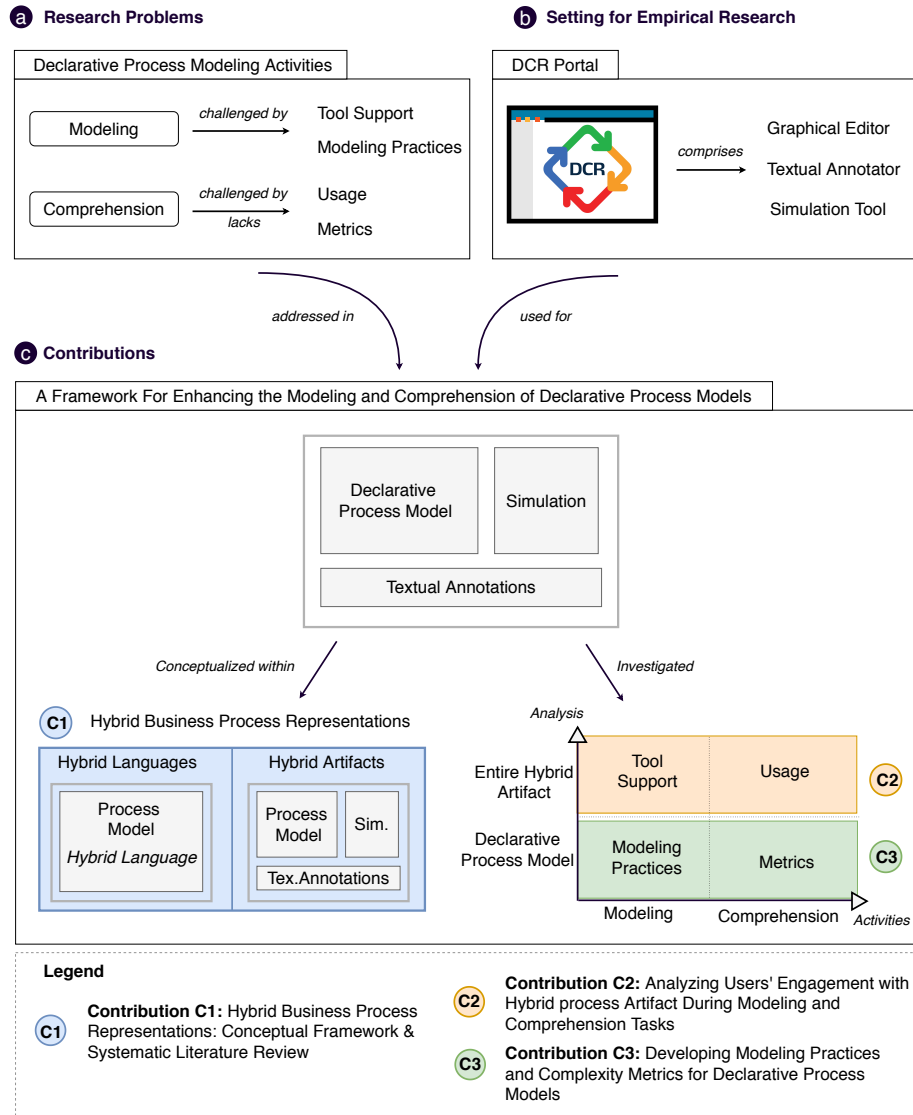 a Research Problems
Declarative Process Modeling Activities
Modeling
challenged by
Tool Support
Modeling Practices
Comprehension
challenged by
lacks
Usage
Metrics
b Setting for Empirical Research
DCR Portal
DCR
comprises
Graphical Editor
Textual Annotator
Simulation Tool
addressed in
used for
c Contributions
A Framework For Enhancing the Modeling and Comprehension of Declarative Process Models
Declarative
Process Model
Simulation
Textual Annotations
Conceptualized within
Investigated
C1 Hybrid Business Process Representations
Hybrid Languages
Process
Model
Hybrid Language
Hybrid Artifacts
Process
Model
Sim.
Tex.Annotations
Analysis
Entire Hybrid
Artifact
Tool
Support
Usage
C2
Declarative
Process Model
Modeling
Practices
Metrics
C3
Modeling
Comprehension
Activities
Legend
C1
Contribution C1: Hybrid Business Process
Representations: Conceptual Framework &
Systematic Literature Review
C2
Contribution C2: Analyzing Users' Engagement with
Hybrid process Artifact During Modeling and
Comprehension Tasks
C3
Contribution C3: Developing Modeling Practices
and Complexity Metrics for Declarative Process
Models